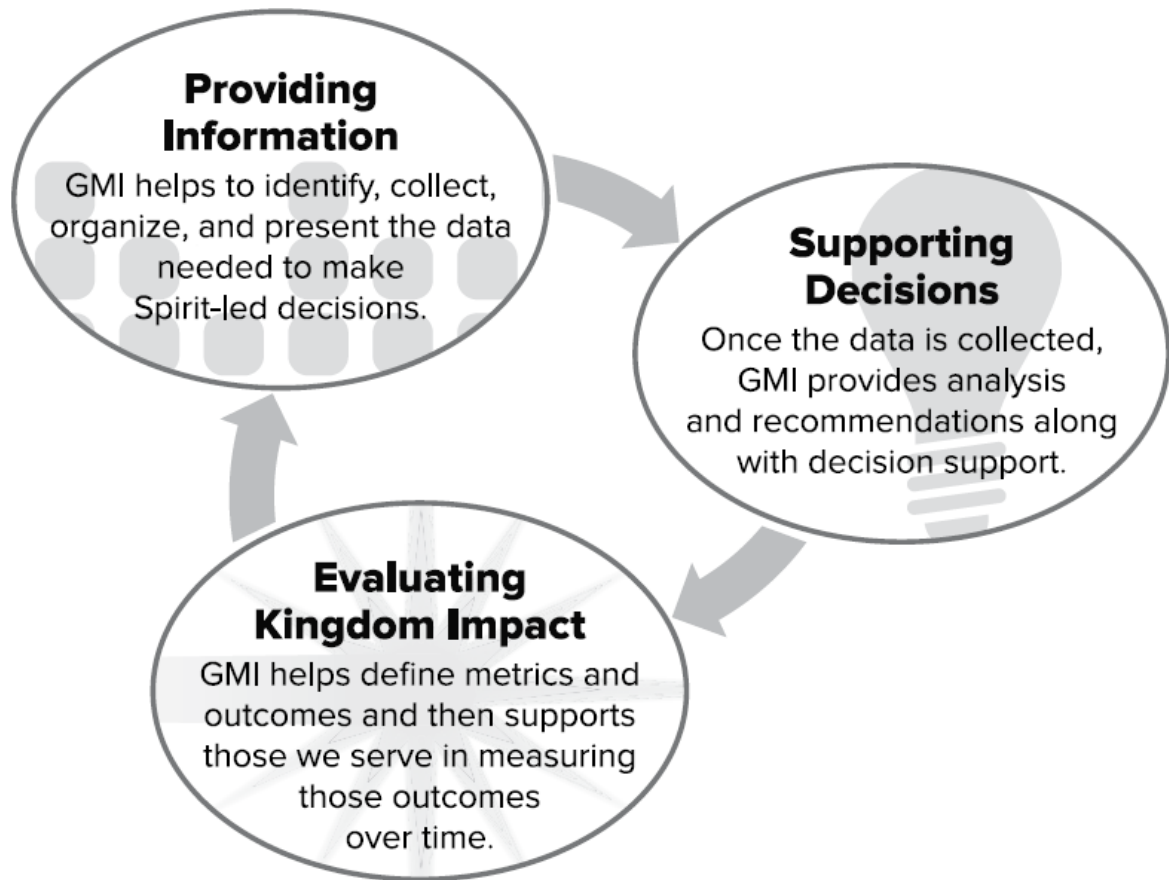 Providing
Information
GMI helps to identify, collect,
organize, and present the data
needed to make
Spirit-led decisions.
Supporting
Decisions
Once the data is collected,
GMI provides analysis
and recommendations along
with decision support.
Evaluating
Kingdom Impact
GMI helps define metrics and
outcomes and then supports
those we serve in measuring
those outcomes
over time.